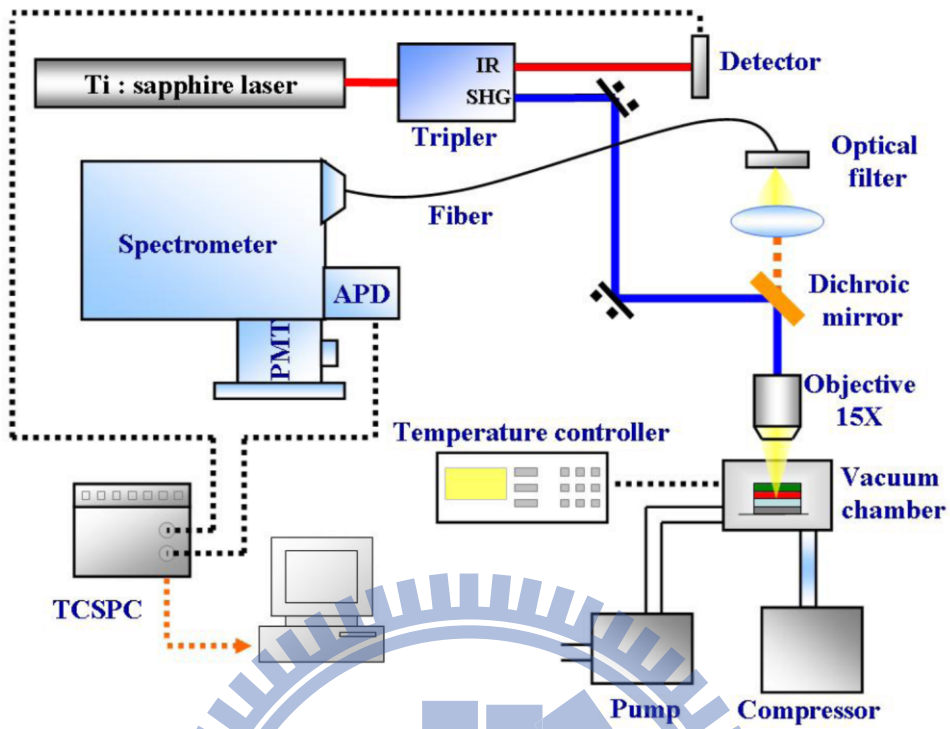 Ti : sapphire laser
IR
SHG
Tripler
Detector
Optical
filter
Fiber
Spectrometer
APD
PMT
Dichroic
mirror
Objective
15X
Temperature controller
Vacuum
chamber
TCSPC
Pump
Compressor